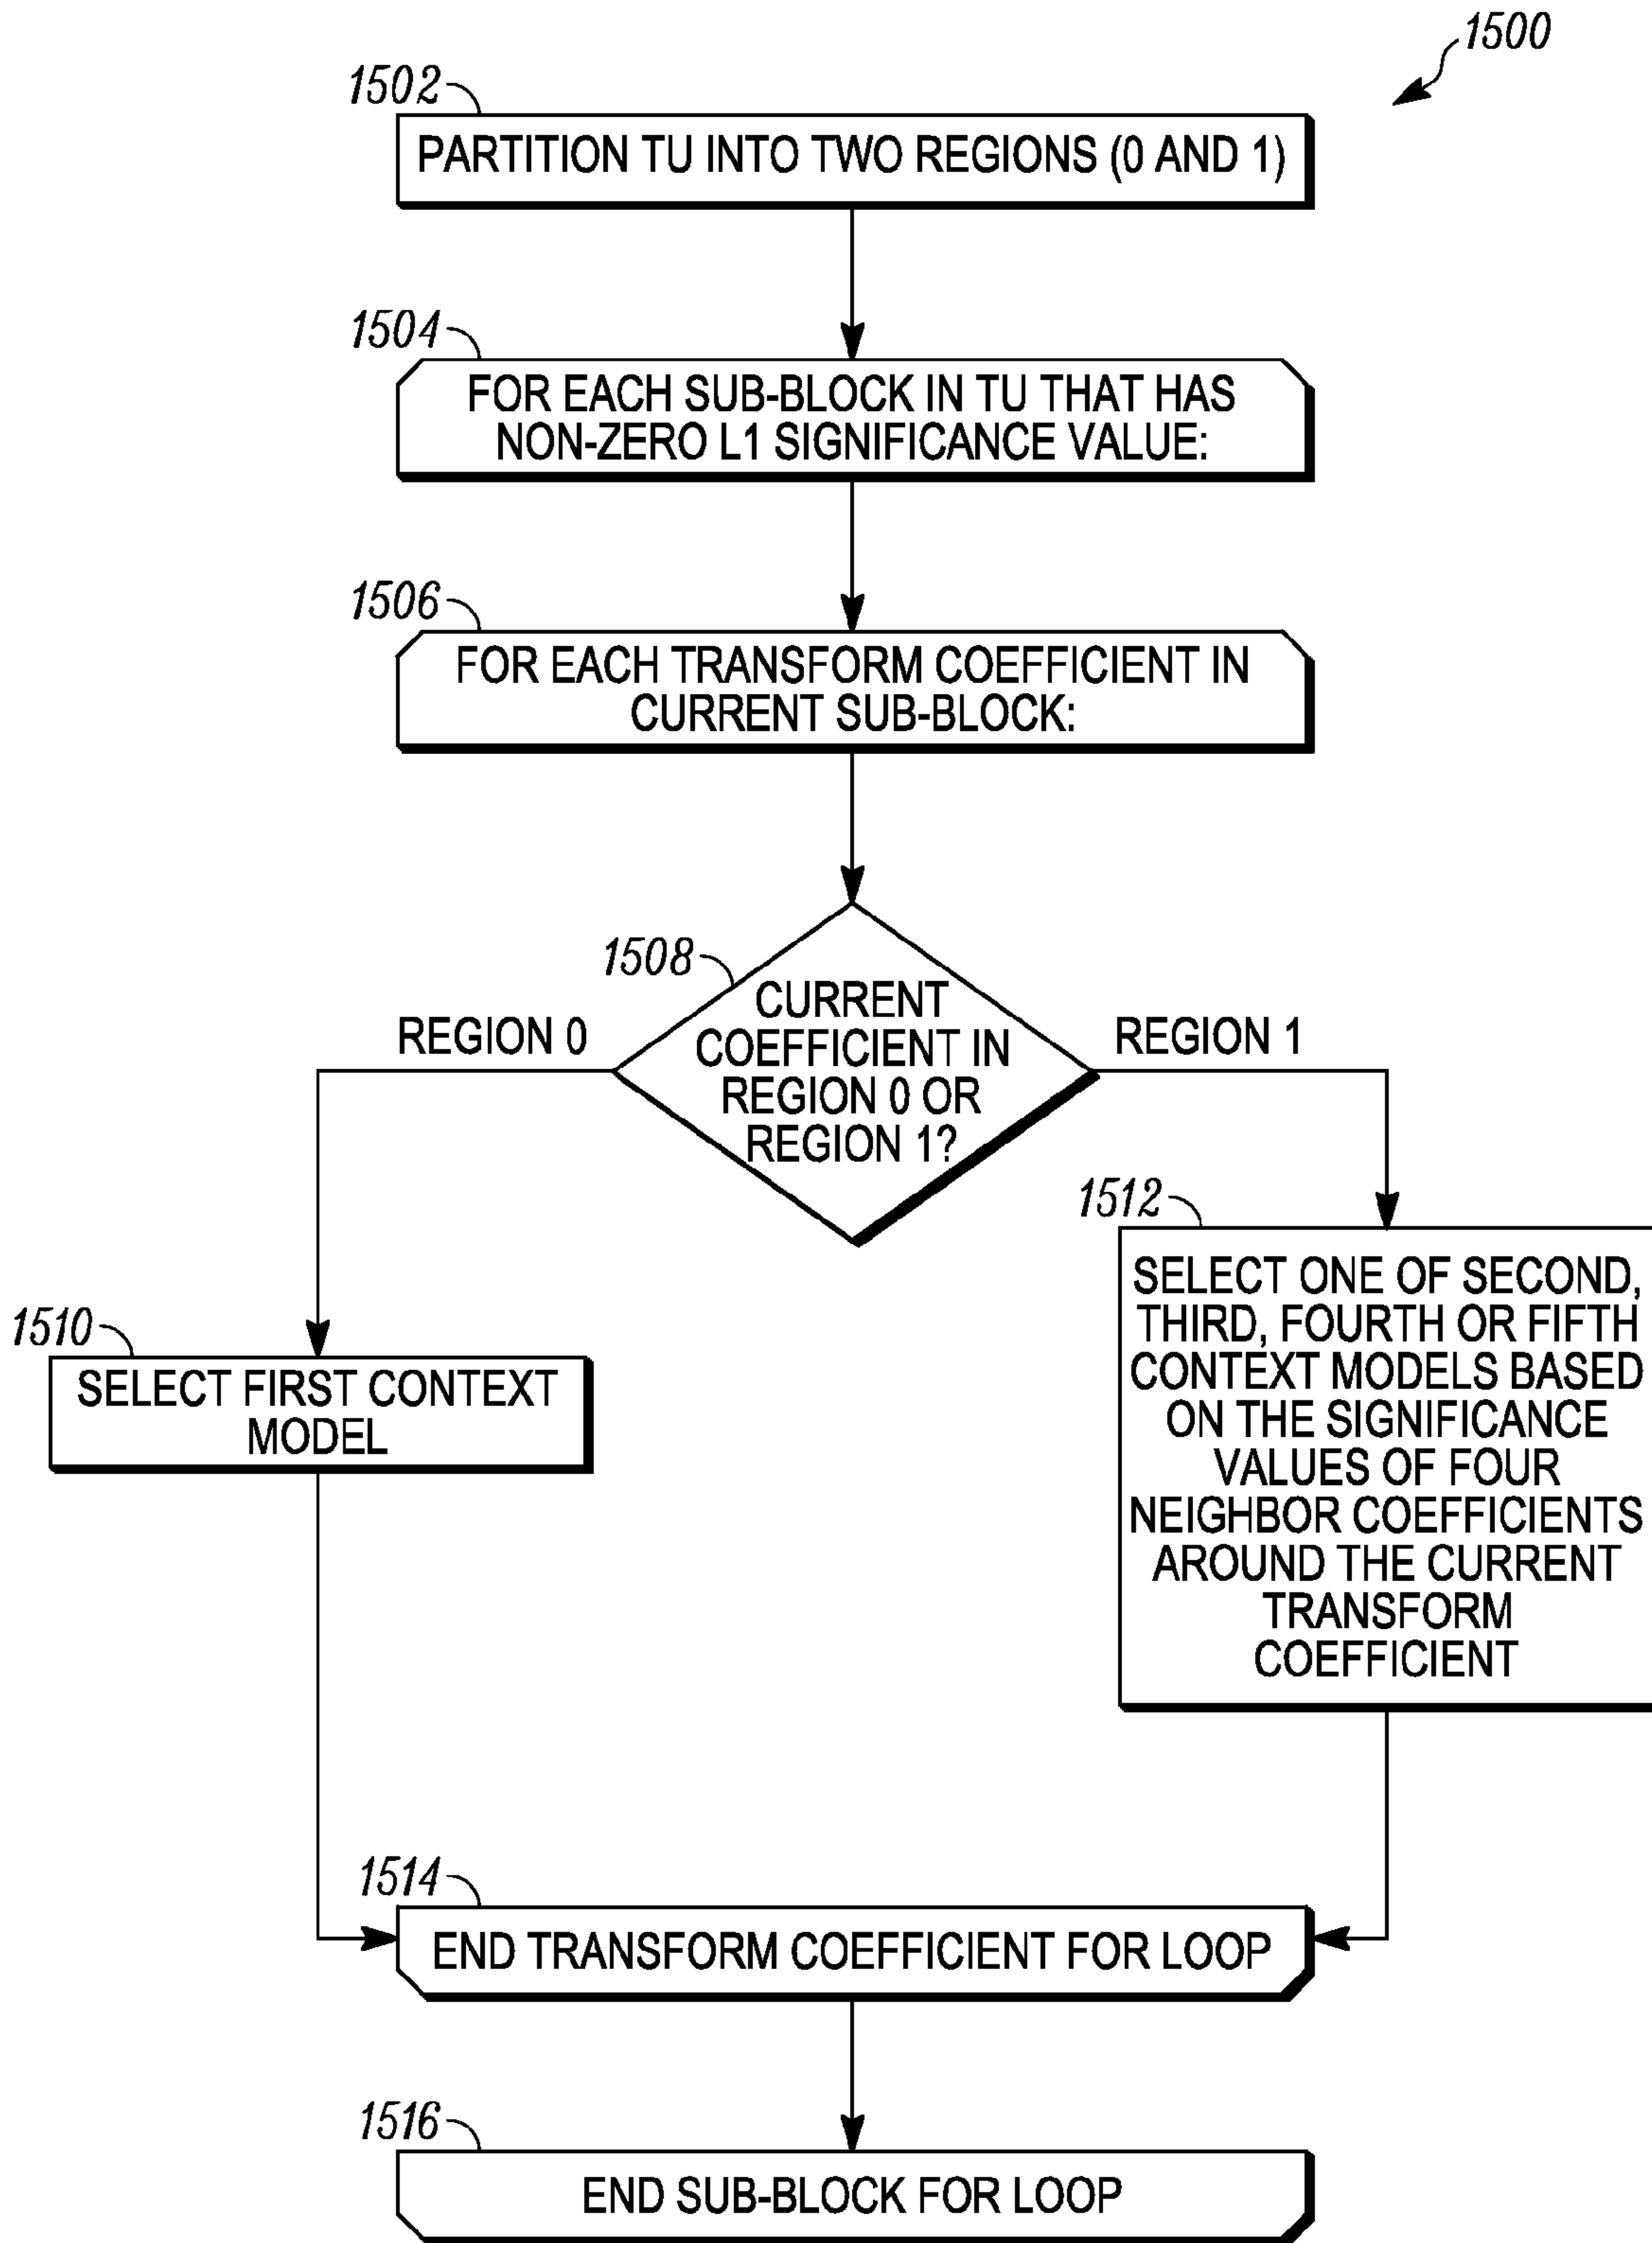 1500
1502
PARTITION TU INTO TWO REGIONS (0 AND 1)
1504
FOR EACH SUB-BLOCK IN TU THAT HAS
NON-ZERO L1 SIGNIFICANCE VALUE:
1506
FOR EACH TRANSFORM COEFFICIENT IN
CURRENT SUB-BLOCK:
1508
CURRENT
COEFFICIENT IN
REGION 0 OR
REGION 1?
REGION 0
REGION 1
1510
SELECT FIRST CONTEXT
MODEL
1512
SELECT ONE OF SECOND,
THIRD, FOURTH OR FIFTH
CONTEXT MODELS BASED
ON THE SIGNIFICANCE
VALUES OF FOUR
NEIGHBOR COEFFICIENTS
AROUND THE CURRENT
TRANSFORM
COEFFICIENT
1514
END TRANSFORM COEFFICIENT FOR LOOP
1516
END SUB-BLOCK FOR LOOP